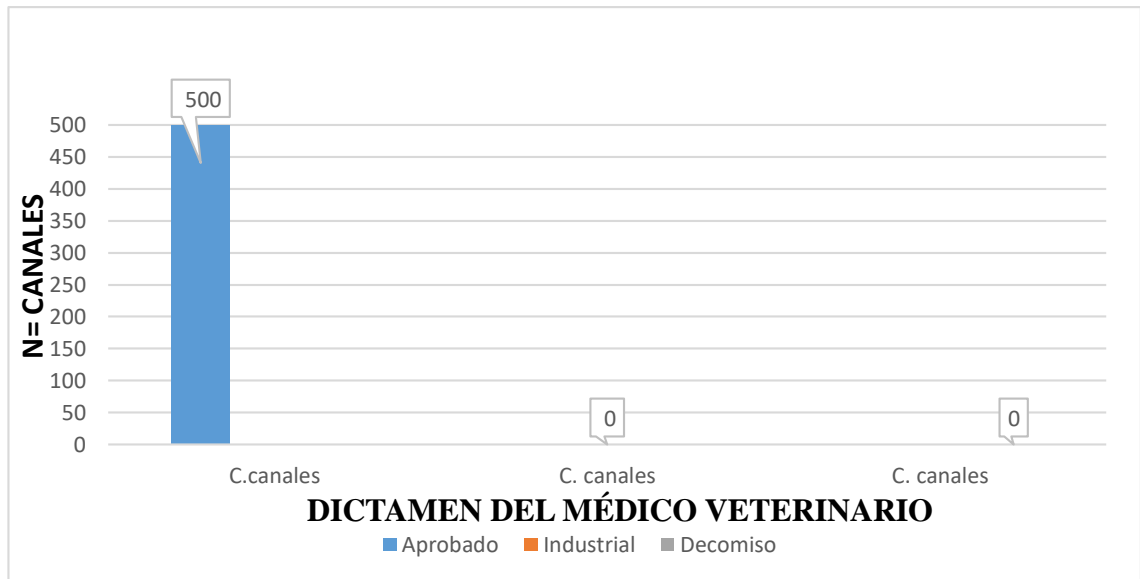 500
500
450
400
350
300
250
200
150
100
50
0
N= CANALES
0
0
C.canales
C. canales
C. canales
DICTAMEN DEL MÉDICO VETERINARIO
Aprobado Industrial Decomiso